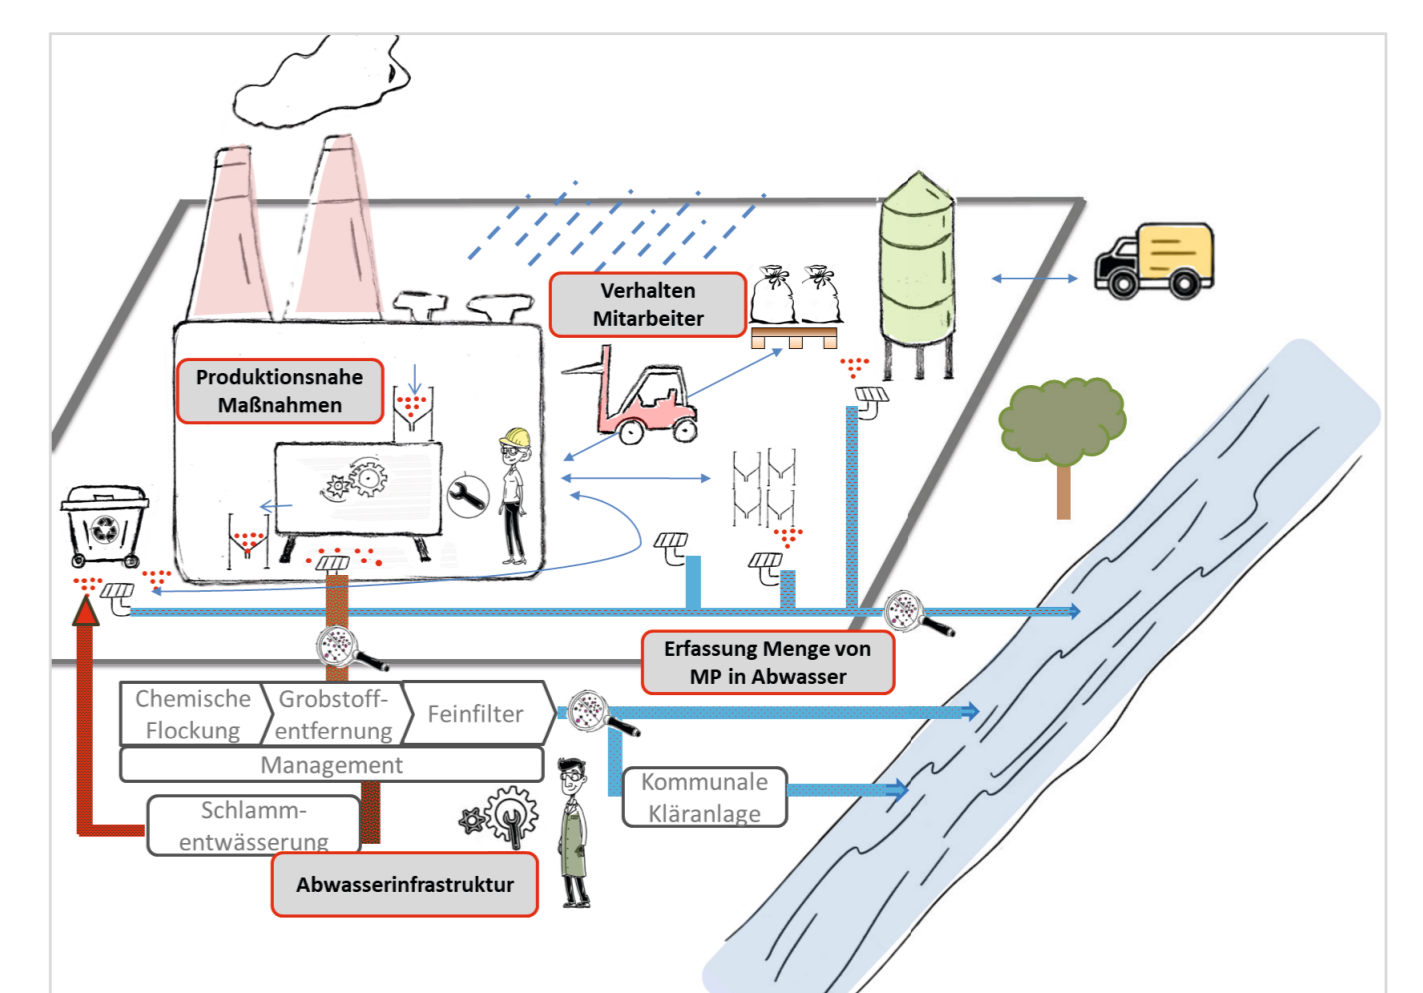 Verhalten
Mitarbeiter
Produktionsnahe
Maßnahmen
Erfassung Menge von
MP in Abwasser
Chemische
Flockung
Grobstoff-
entfernung
Feinfilter
Management
Kommunale
Kläranlage
Schlamm-
entwässerung
Abwasserinfrastruktur